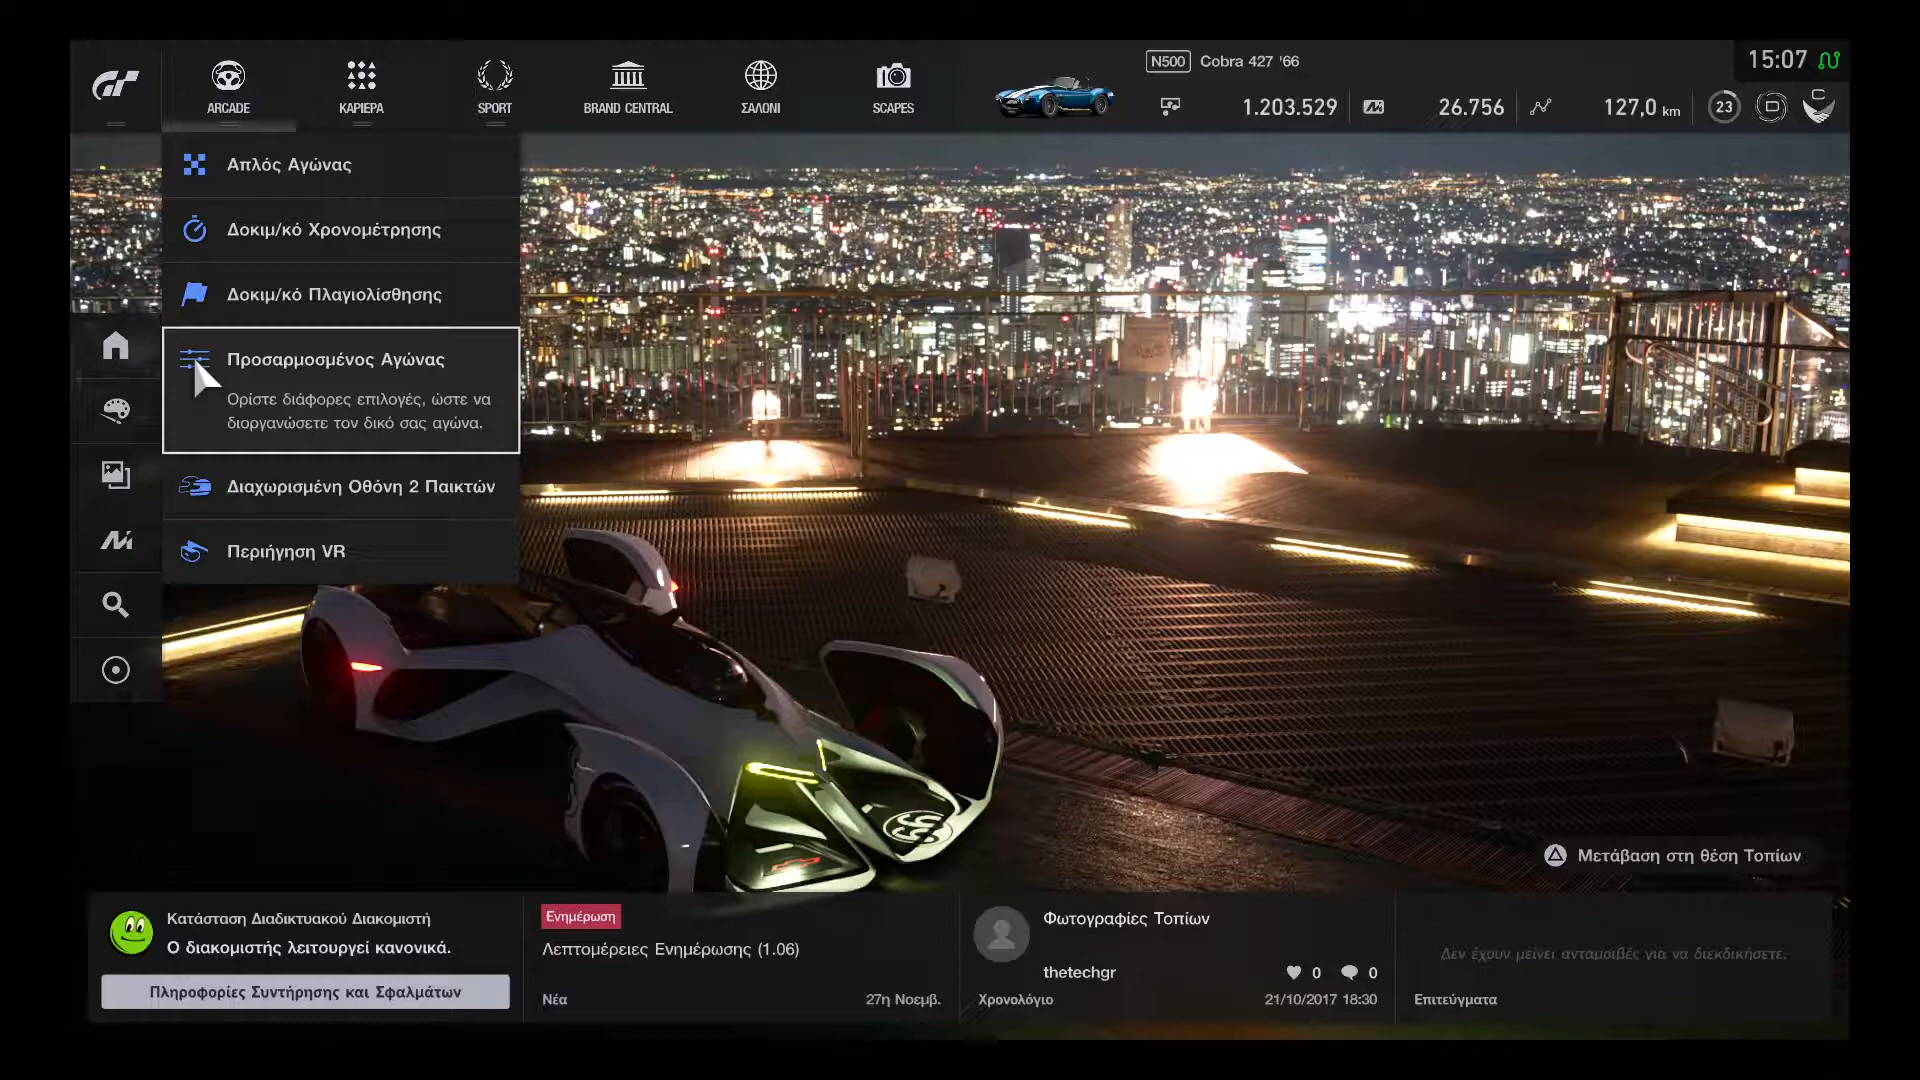 N500 Cobra 427 '66
15:07
ARCADE
ΚΑΡΙΕΡΑ
SPORT
BRAND CENTRAL
ΣΑΛΟΝΙ
SCAPES
1.203.529
26.756
127,0 km
23
D
C
Απλός Αγώνας
Δοκιμ/κό Χρονομέτρησης
Δοκιμ/κό Πλαγιολίσθησης
Προσαρμοσμένος Αγώνας
Ορίστε διάφορες επιλογές, ώστε να
διοργανώσετε τον δικό σας αγώνα.
Διαχωρισμένη Οθόνη 2 Παικτών
Περιήγηση VR
66
Μετάβαση στη θέση Τοπίων
Κατάσταση Διαδικτυακού Διακομιστή
Ο διακομιστής λειτουργεί κανονικά.
Πληροφορίες Συντήρησης και Σφαλμάτων
Ενημέρωση
Λεπτομέρειες Ενημέρωσης (1.06)
Νέα
27η Νοεμβ.
Φωτογραφίες Τοπίων
thetechgr
0
0
Χρονολόγιο
21/10/2017 18:30
Δεν έχουν μείνει ανταμοιβές για να διεκδικήσετε.
Επιτεύγματα